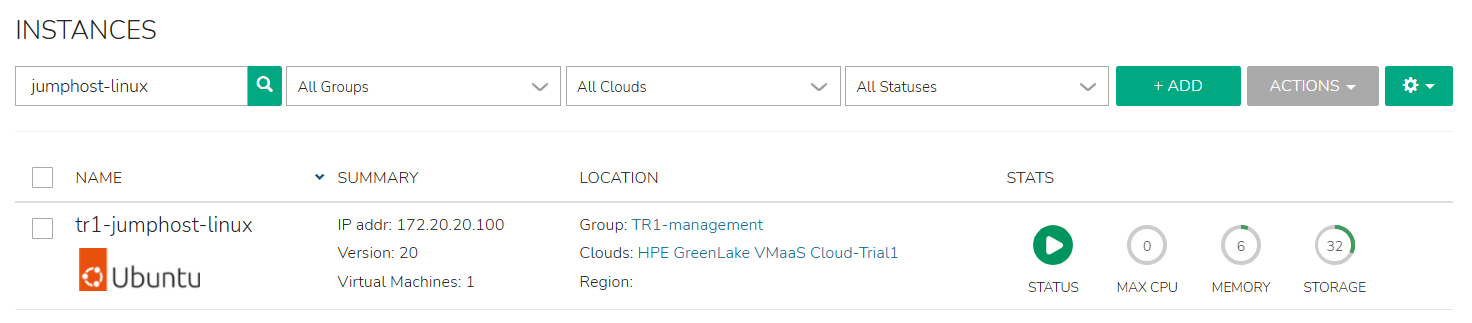 INSTANCES
jumphost-linux All Groups All Clouds All Statuses + ADD ACTIONS
NAME SUMMARY LOCATION STATS
tr1-jumphost-linux IP addr: 172.20.20.100 Group: TR1-management
Ubuntu Version: 20 Clouds: HPE GreenLake VMaaS Cloud-Trial1 0 6 32
Virtual Machines: 1 Region: STATUS MAX CPU MEMORY STORAGE